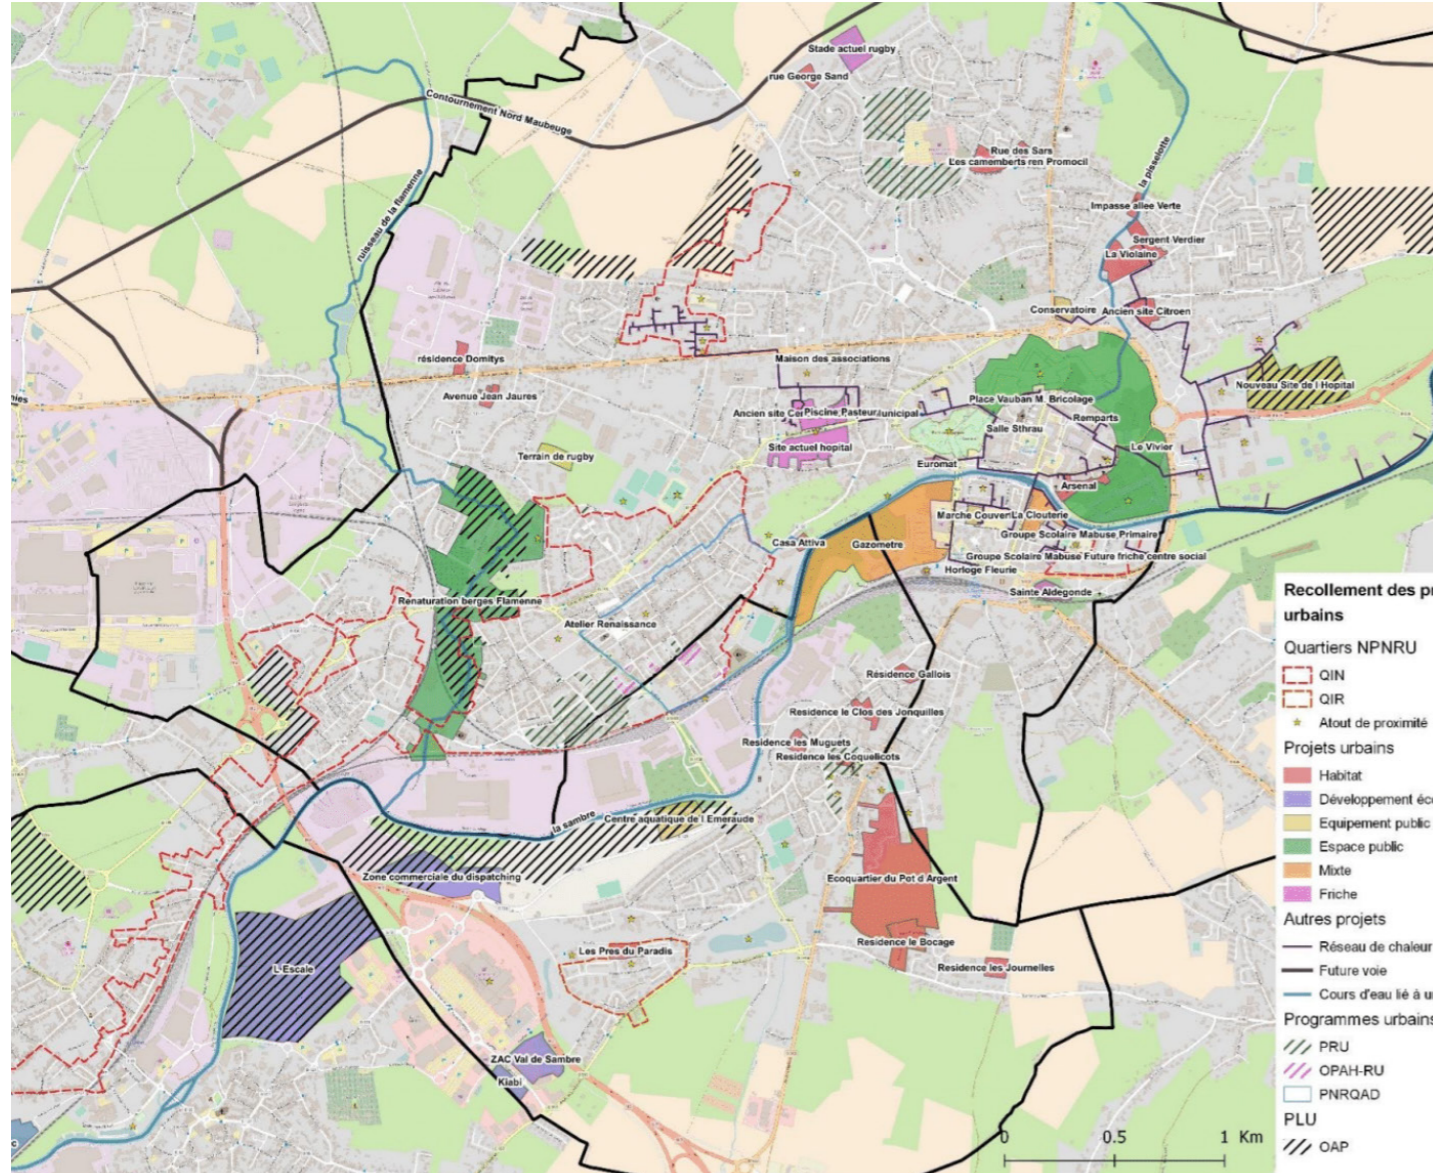 Stade actuel rugby
rue George Sand
Contournement Nord Maubeuge
Rue des Sars
Les camemberts ren Promocil
la pisselotte
ruisseau de la flamenne
Impasse allee Verte
Sergent Verdier
La Violaine
Conservatoire
Ancien site Citroen
résidence Domitys
Maison des associations
Avenue Jean Jaures
Nouveau Site de l Hopital
Place Vauban M. Bricolage
Ancien site Cer
Piscine Pasteur
unicipal
Remparts
Salle Sthrau
Site actuel hopital
Le Vivier
Terrain de rugby
Euromat
Arsenal
Marche Couvert
La Clouterie
Groupe Scolaire Mabuse Primaire
Casa Attiva
Gazometre
Groupe Scolaire Mabuse
Future friche centre social
Horloge Fleurie
Sainte Aldegonde
Renaturation berges Flamenne
Atelier Renaissance
Résidence Gallois
Residence le Clos des Jonquilles
Residence les Muguets
Residence les Coquelicots
la sambre
Centre aquatique de l Emeraude
Zone commerciale du dispatching
Ecoquartier du Pot d Argent
Les Pres du Paradis
Residence le Bocage
L Escale
Residence les Journelles
ZAC Val de Sambre
Kiabi
Recollement des pr
urbains
Quartiers NPNRU
QIN
QIR
Atout de proximité
Projets urbains
Habitat
Développement éco
Equipement public
Espace public
Mixte
Friche
Autres projets
Réseau de chaleur
Future voie
Cours d'eau lié à u
Programmes urbains
PRU
OPAH-RU
PNRQAD
PLU
OAP
0 0.5 1 Km